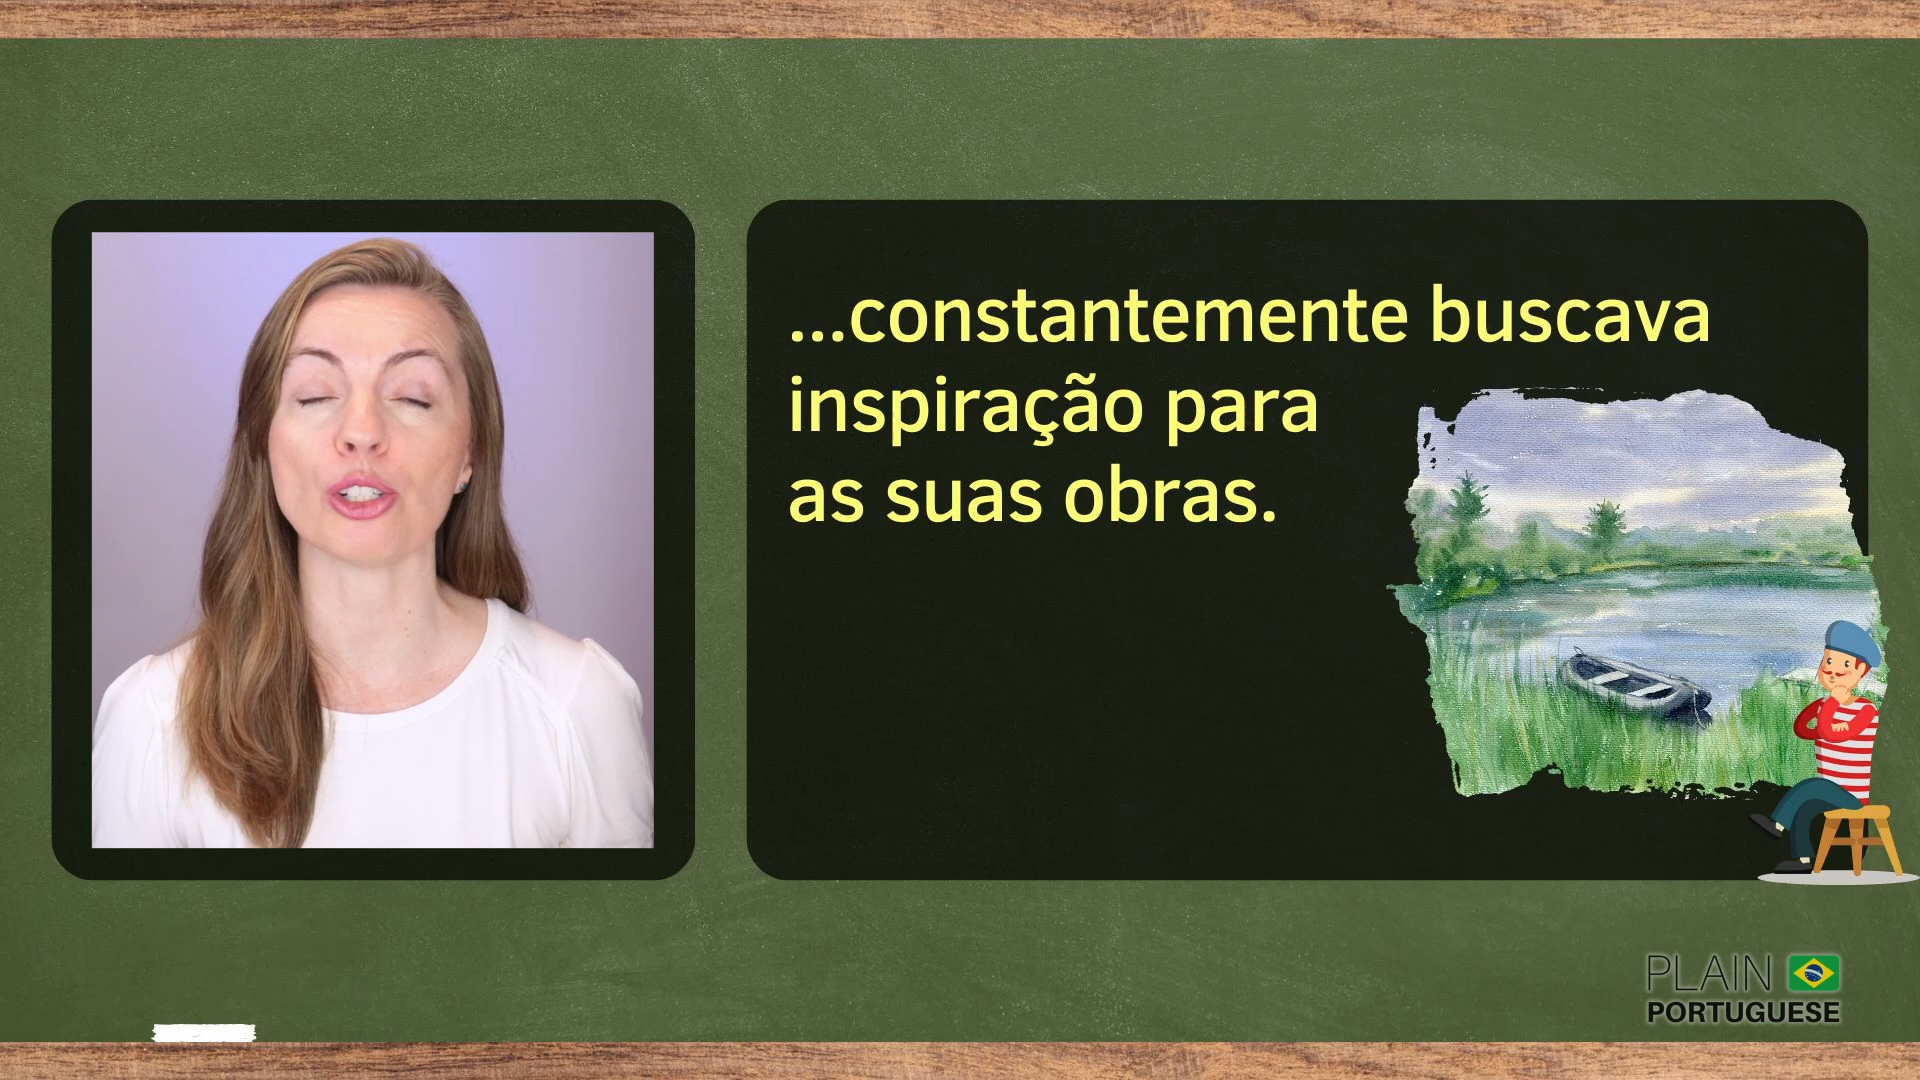 ...constantemente buscava
inspiração para
as suas obras.
PLAIN
PORTUGUESE